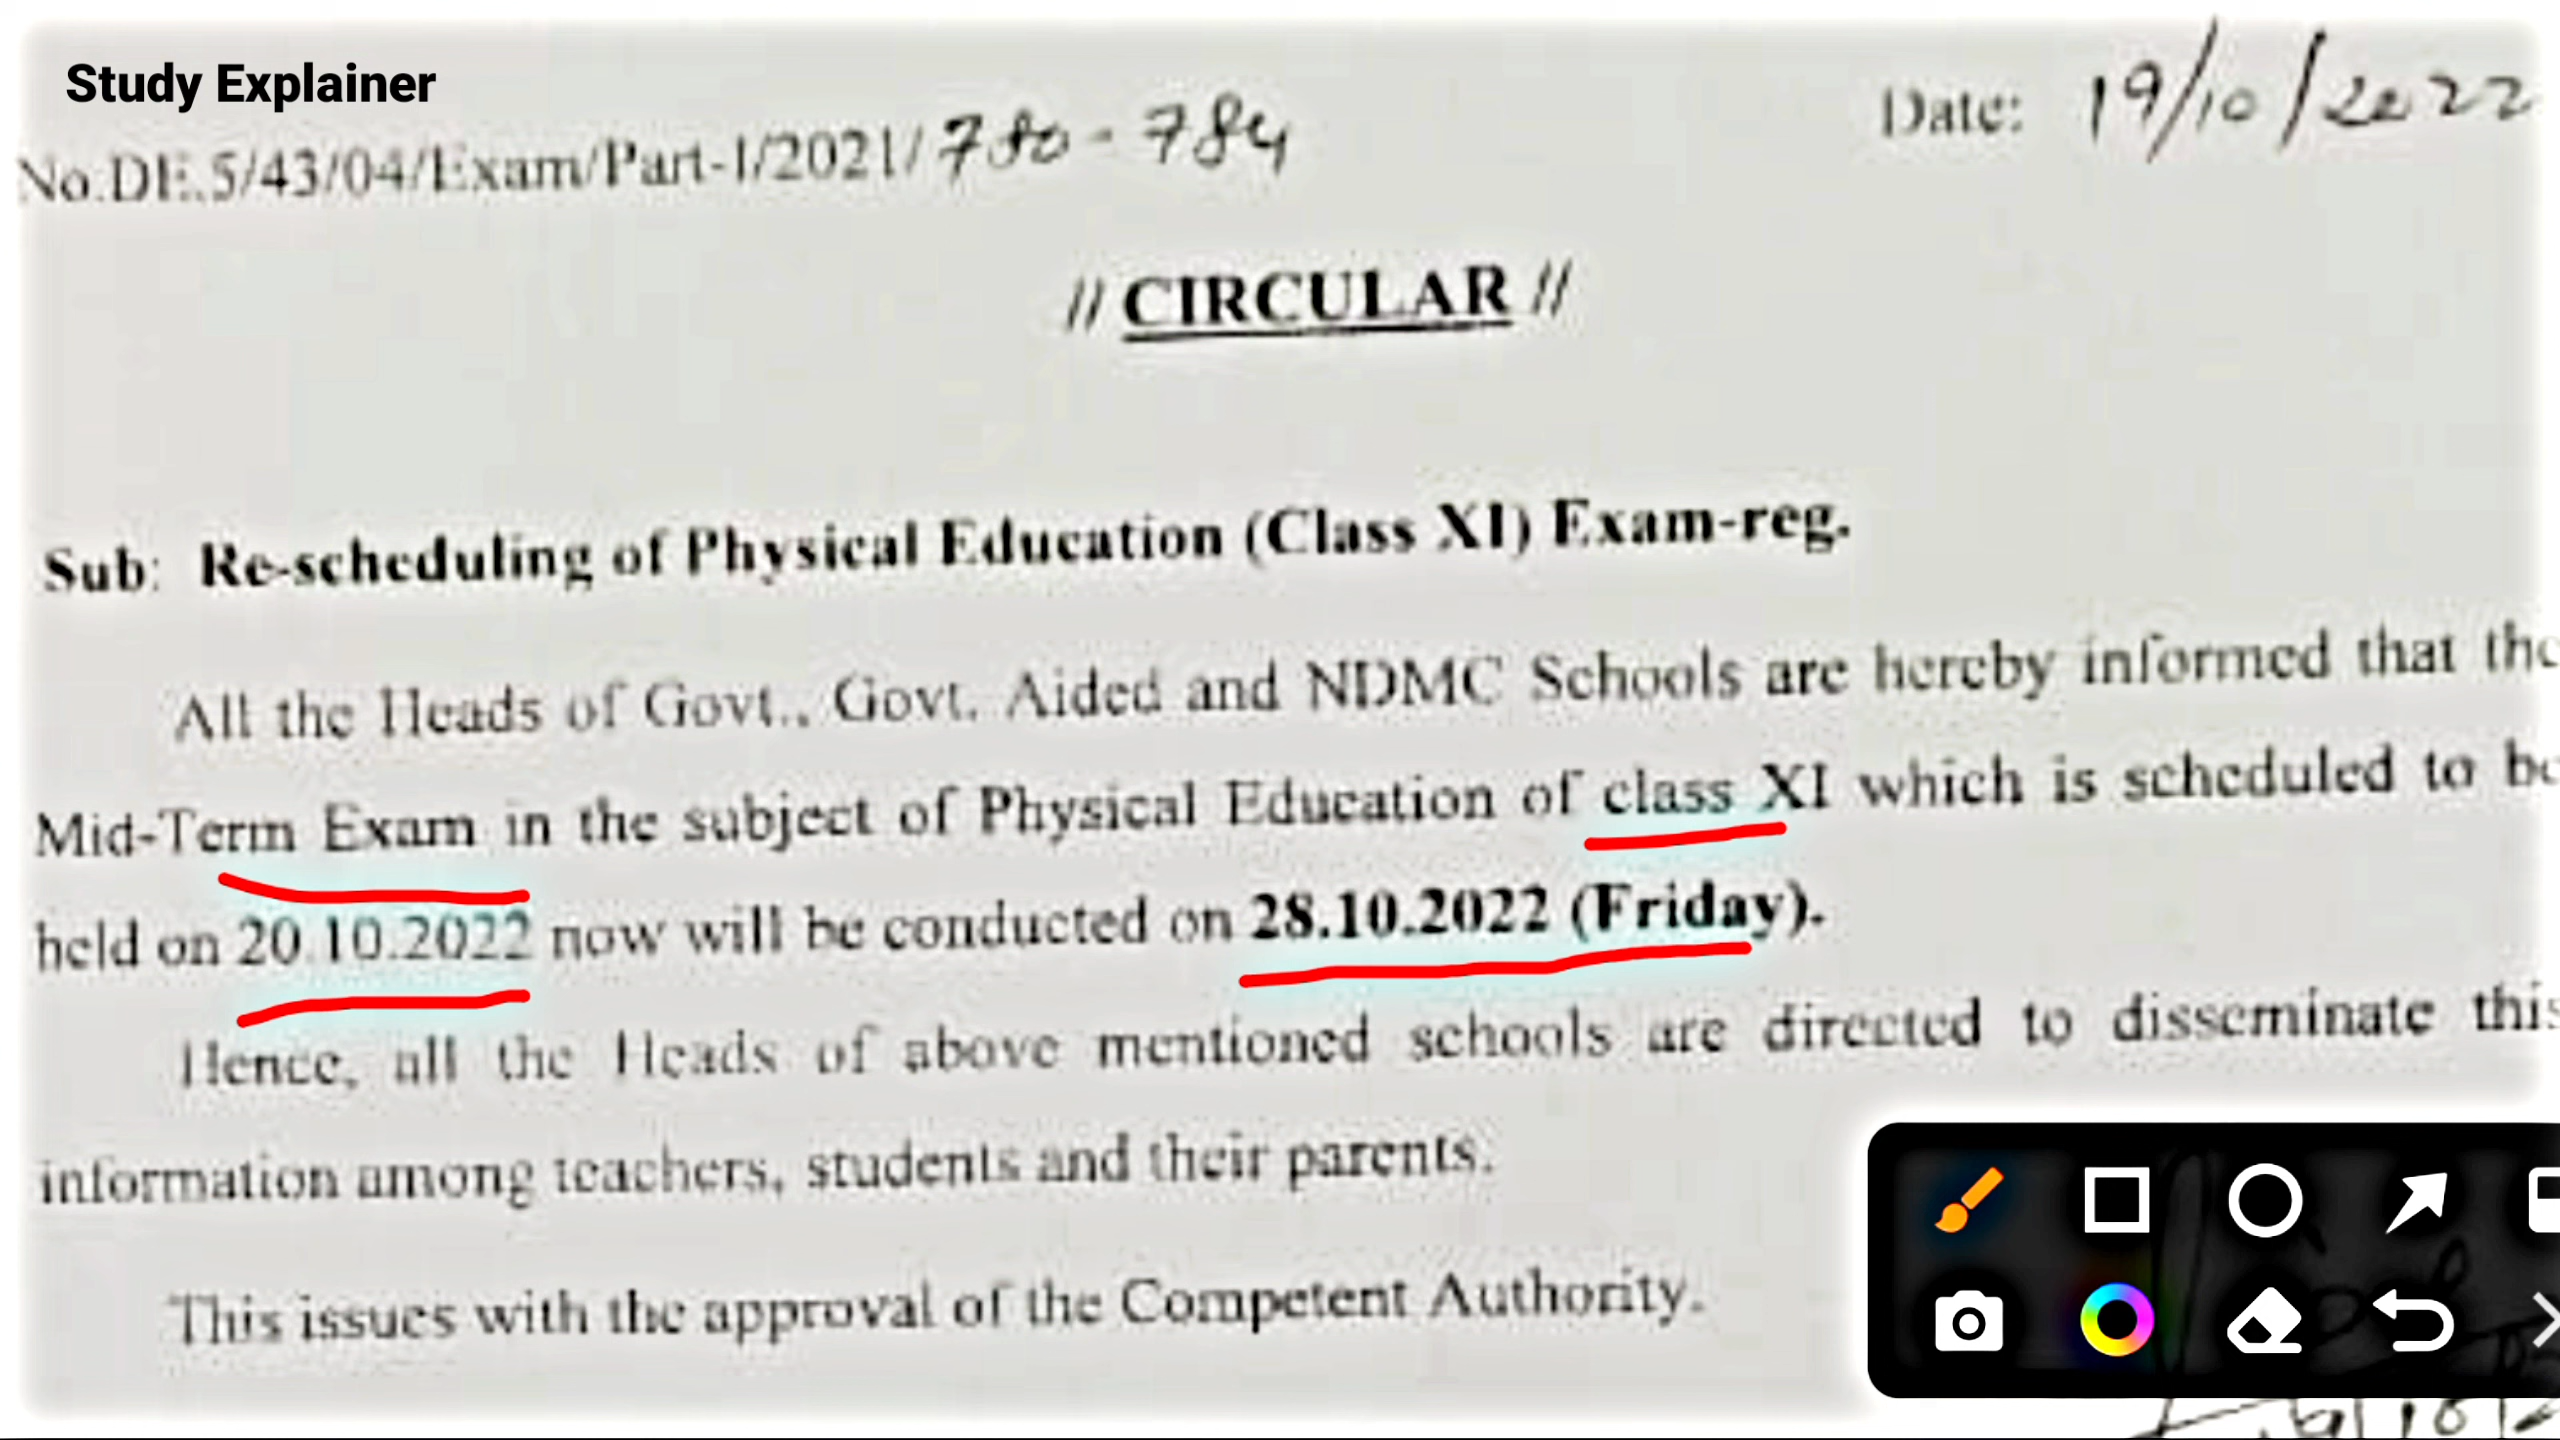 Study Explainer
No.DE.5/43/04/Exam/Part-I/2021/780-784
Date: 19/10/2022
// CIRCULAR //
Sub: Re-scheduling of Physical Education (Class XI) Exam-reg.
All the Heads of Govt., Govt. Aided and NDMC Schools are hereby informed that the
Mid-Term Exam in the subject of Physical Education of class XI which is scheduled to be
held on 20.10.2022 now will be conducted on 28.10.2022 (Friday).
Hence, all the Heads of above mentioned schools are directed to disseminate this
information among teachers, students and their parents.
This issues with the approval of the Competent Authority.